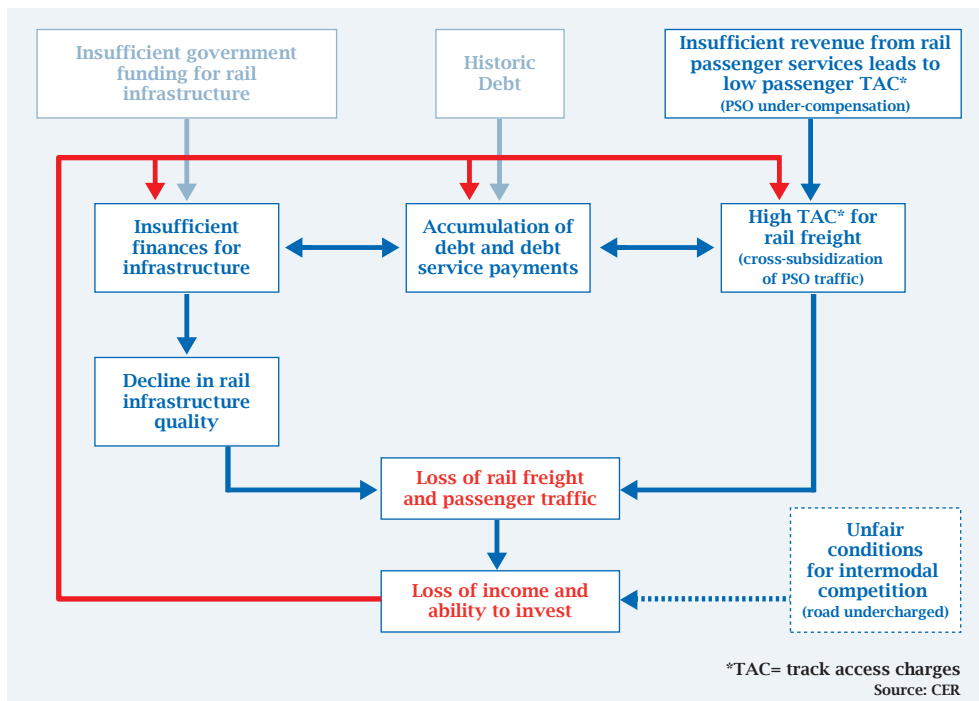 Insufficient government
funding for rail
infrastructure
Historic
Debt
Insufficient revenue from rail
passenger services leads to
low passenger TAC*
(PSO under-compensation)
Insufficient
finances for
infrastructure
Accumulation of
debt and debt
service payments
High TAC* for
rail freight
(cross-subsidization
of PSO traffic)
Decline in rail
infrastructure
quality
Loss of rail freight
and passenger traffic
Unfair
conditions
for intermodal
competition
(road undercharged)
Loss of income and
ability to invest
*TAC= track access charges
Source: CER